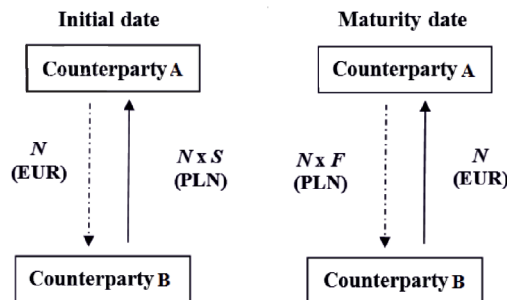 Initial date
Counterparty A
N
(EUR)
N x S
(PLN)
Counterparty B
Maturity date
Counterparty A
N x F
(PLN)
N
(EUR)
Counterparty B